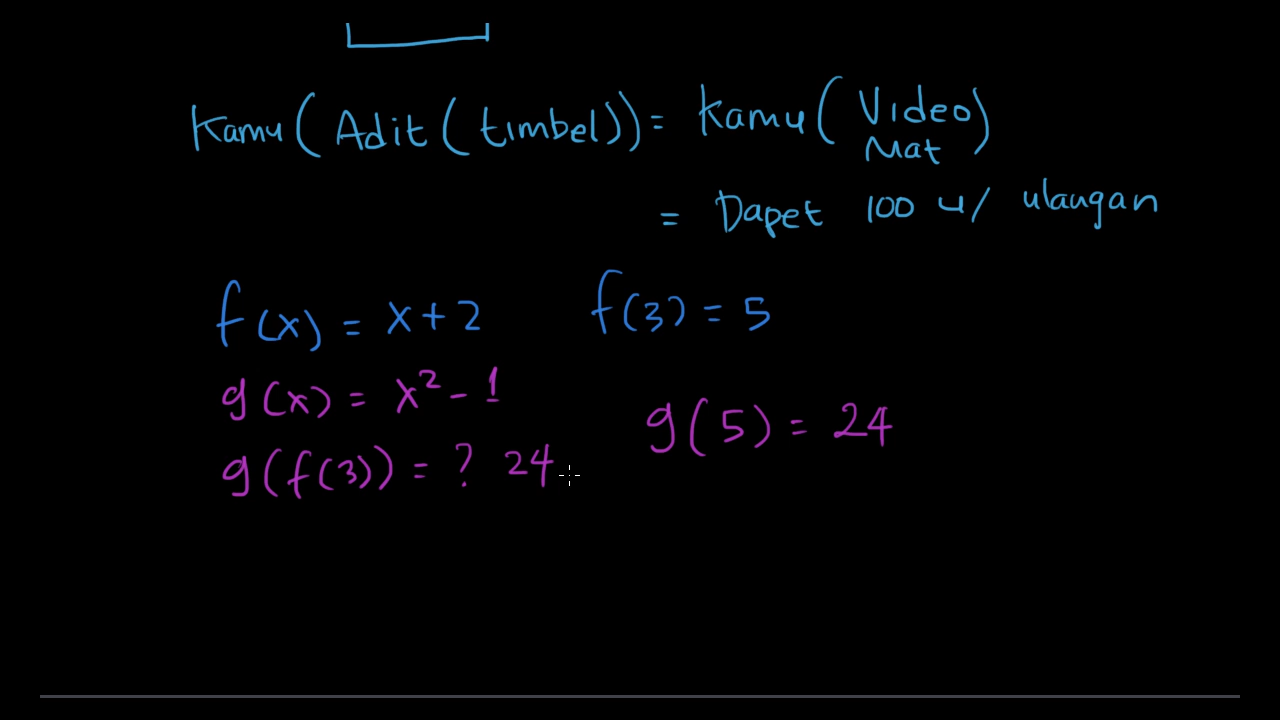 Kamu(Adit(timbel)) = Kamu(Video
Mat)
= Dapet 100 u/ ulangan
f(x) = x+2 f(3) = 5
g(x) = x² - 1
g(5) = 24
g(f(3)) = ? 24